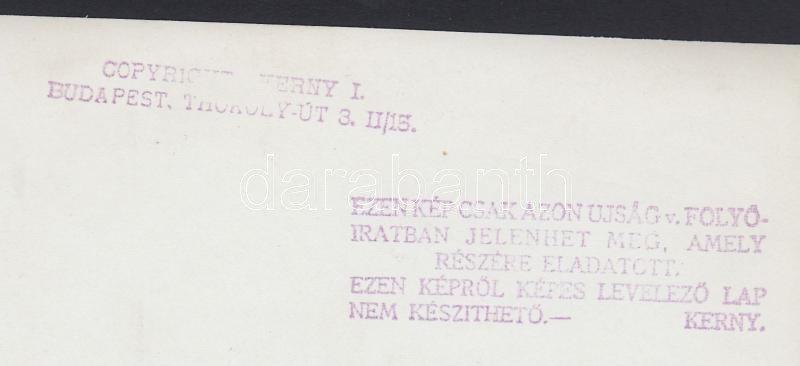 COPYRIGHT KERNY I.
BUDAPEST, THÖKÖLY-ÚT 3. II/15.
darabanth
EZEN KÉP CSAK AZON UJSÁG v. FOLYÓ-
IRATBAN JELENHET MEG, AMELY
RÉSZÉRE ELADATOTT.
EZEN KÉPRŐL KÉPES LEVELEZŐ LAP
NEM KÉSZITHETŐ.— KERNY.